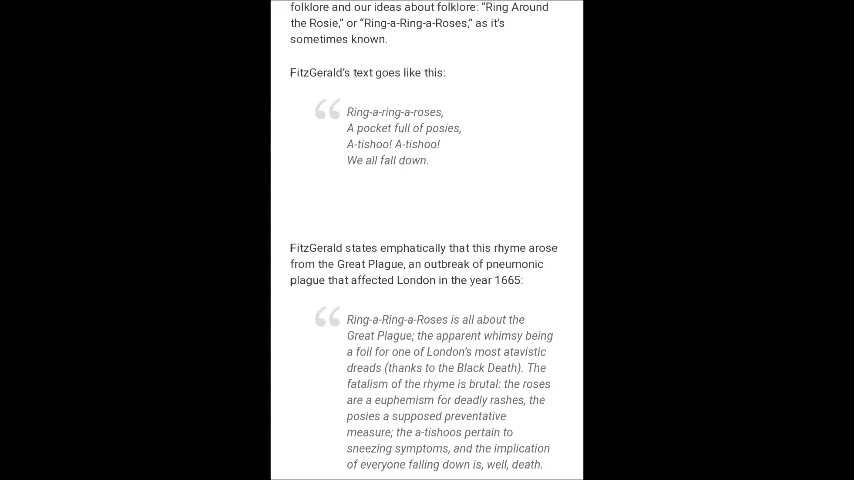 folklore and our ideas about folklore: “Ring Around
the Rosie,” or “Ring-a-Ring-a-Roses,” as it’s
sometimes known.
FitzGerald’s text goes like this:
Ring-a-ring-a-roses,
A pocket full of posies,
A-tishoo! A-tishoo!
We all fall down.
FitzGerald states emphatically that this rhyme arose
from the Great Plague, an outbreak of pneumonic
plague that affected London in the year 1665:
Ring-a-Ring-a-Roses is all about the
Great Plague; the apparent whimsy being
a foil for one of London’s most atavistic
dreads (thanks to the Black Death). The
fatalism of the rhyme is brutal: the roses
are a euphemism for deadly rashes, the
posies a supposed preventative
measure; the a-tishoos pertain to
sneezing symptoms, and the implication
of everyone falling down is, well, death.